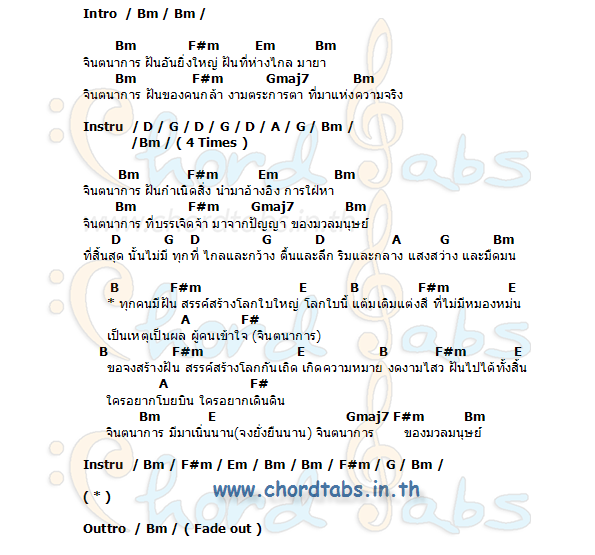 Intro / Bm / Bm /
Bm F#m Em Bm
จินตนาการ ฝันอันยิ่งใหญ่ ฝันที่ห่างไกล มายา
Bm F#m Gmaj7 Bm
จินตนาการ ฝันของคนกล้า งามตระการตา ที่มาแห่งความจริง
Instru / D / G / D / G / D / A / G / Bm /
/Bm / ( 4 Times )
Bm F#m Em Bm
จินตนาการ ฝันกำเนิดสิ่ง นำมาอ้างอิง การใฝ่หา
Bm F#m Gmaj7 Bm
จินตนาการ ที่บรรเจิดจ้า มาจากปัญญา ของมวลมนุษย์
D G D G D A G Bm
ที่สิ้นสุด นั้นไม่มี ทุกที่ ไกลและกว้าง ตื้นและลึก ริมและกลาง แสงสว่าง และมืดมน
B F#m E B F#m E
* ทุกคนมีฝัน สรรค์สร้างโลกใบใหญ่ โลกใบนี้ แต้มเติมแต่งสี ที่ไม่มีหมองหม่น
A F#
เป็นเหตุเป็นผล ผู้คนเข้าใจ (จินตนาการ)
B F#m E B F#m E
ขอจงสร้างฝัน สรรค์สร้างโลกกันเถิด เกิดความหมาย งดงามไสว ฝันไปได้ทั้งสิ้น
A F#
ใครอยากโบยบิน ใครอยากเดินดิน
Bm E Gmaj7 F#m Bm
จินตนาการ มีมาเนิ่นนาน(จงยั่งยืนนาน) จินตนาการ ของมวลมนุษย์
Instru / Bm / F#m / Em / Bm / Bm / F#m / G / Bm /
www.chordtabs.in.th
( * )
Outtro / Bm / ( Fade out )